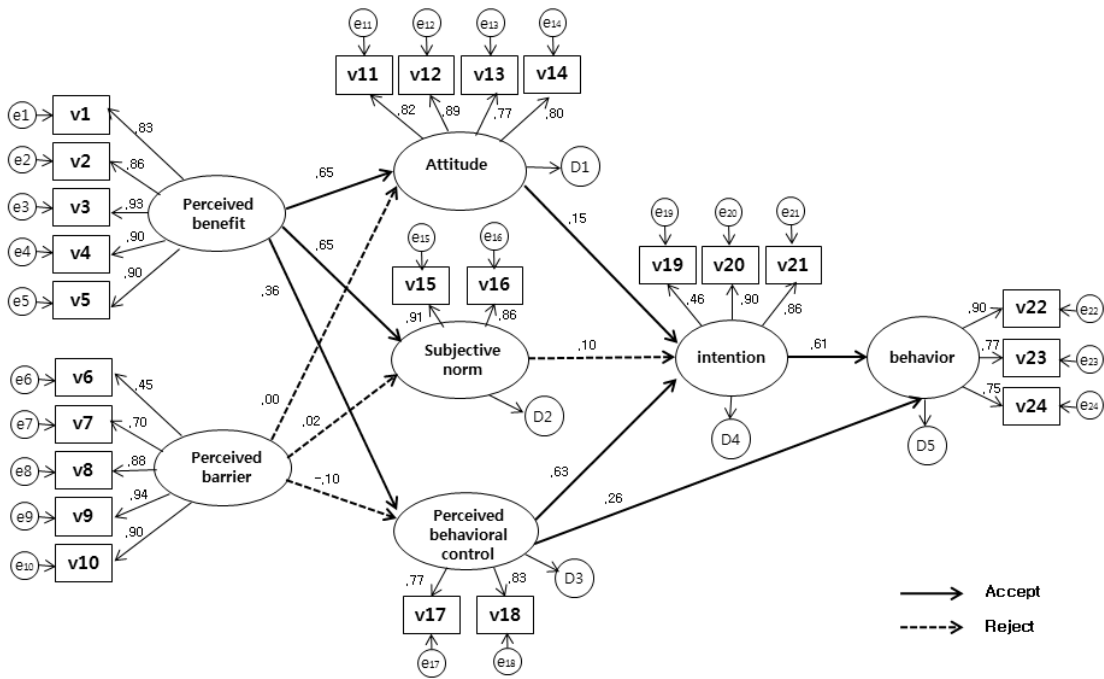 e11
e12
e13
e14
v11
v12
v13
v14
,82
,89
,77
,80
e1
v1
,83
e2
v2
,86
e3
v3
,93
e4
v4
,90
e5
v5
,90
Perceived
benefit
Attitude
D1
,65
,65
,36
,15
e15
e16
v15
v16
,91
,86
Subjective
norm
D2
,10
e19
e20
e21
v19
v20
v21
,46
,90
,86
intention
D4
,61
behavior
D5
,90
v22
e22
,77
v23
e23
,75
v24
e24
e6
v6
,45
e7
v7
,70
e8
v8
,88
e9
v9
,94
e10
v10
,90
Perceived
barrier
,00
,02
-,10
Perceived
behavioral
control
D3
,63
,26
,77
,83
v17
v18
e17
e18
Accept
Reject